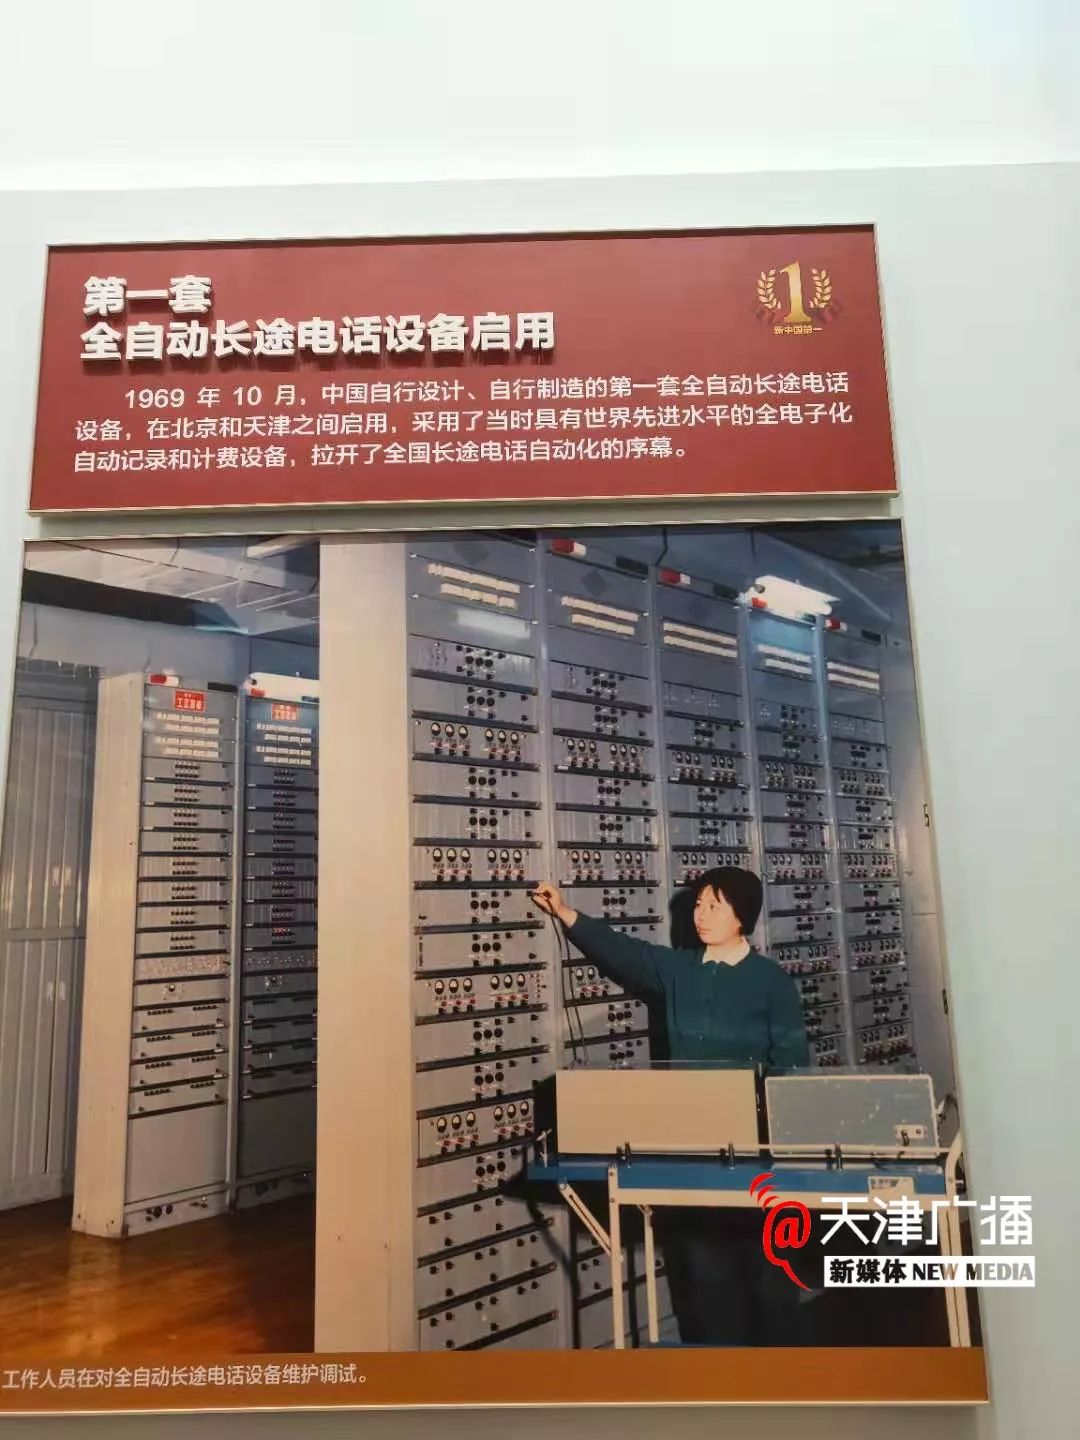 第一套
全自动长途电话设备启用
新中国第一
1969 年 10 月，中国自行设计、自行制造的第一套全自动长途电话
设备，在北京和天津之间启用，采用了当时具有世界先进水平的全电子化
自动记录和计费设备，拉开了全国长途电话自动化的序幕。
天津广播
新媒体 NEW MEDIA
工作人员在对全自动长途电话设备维护调试。